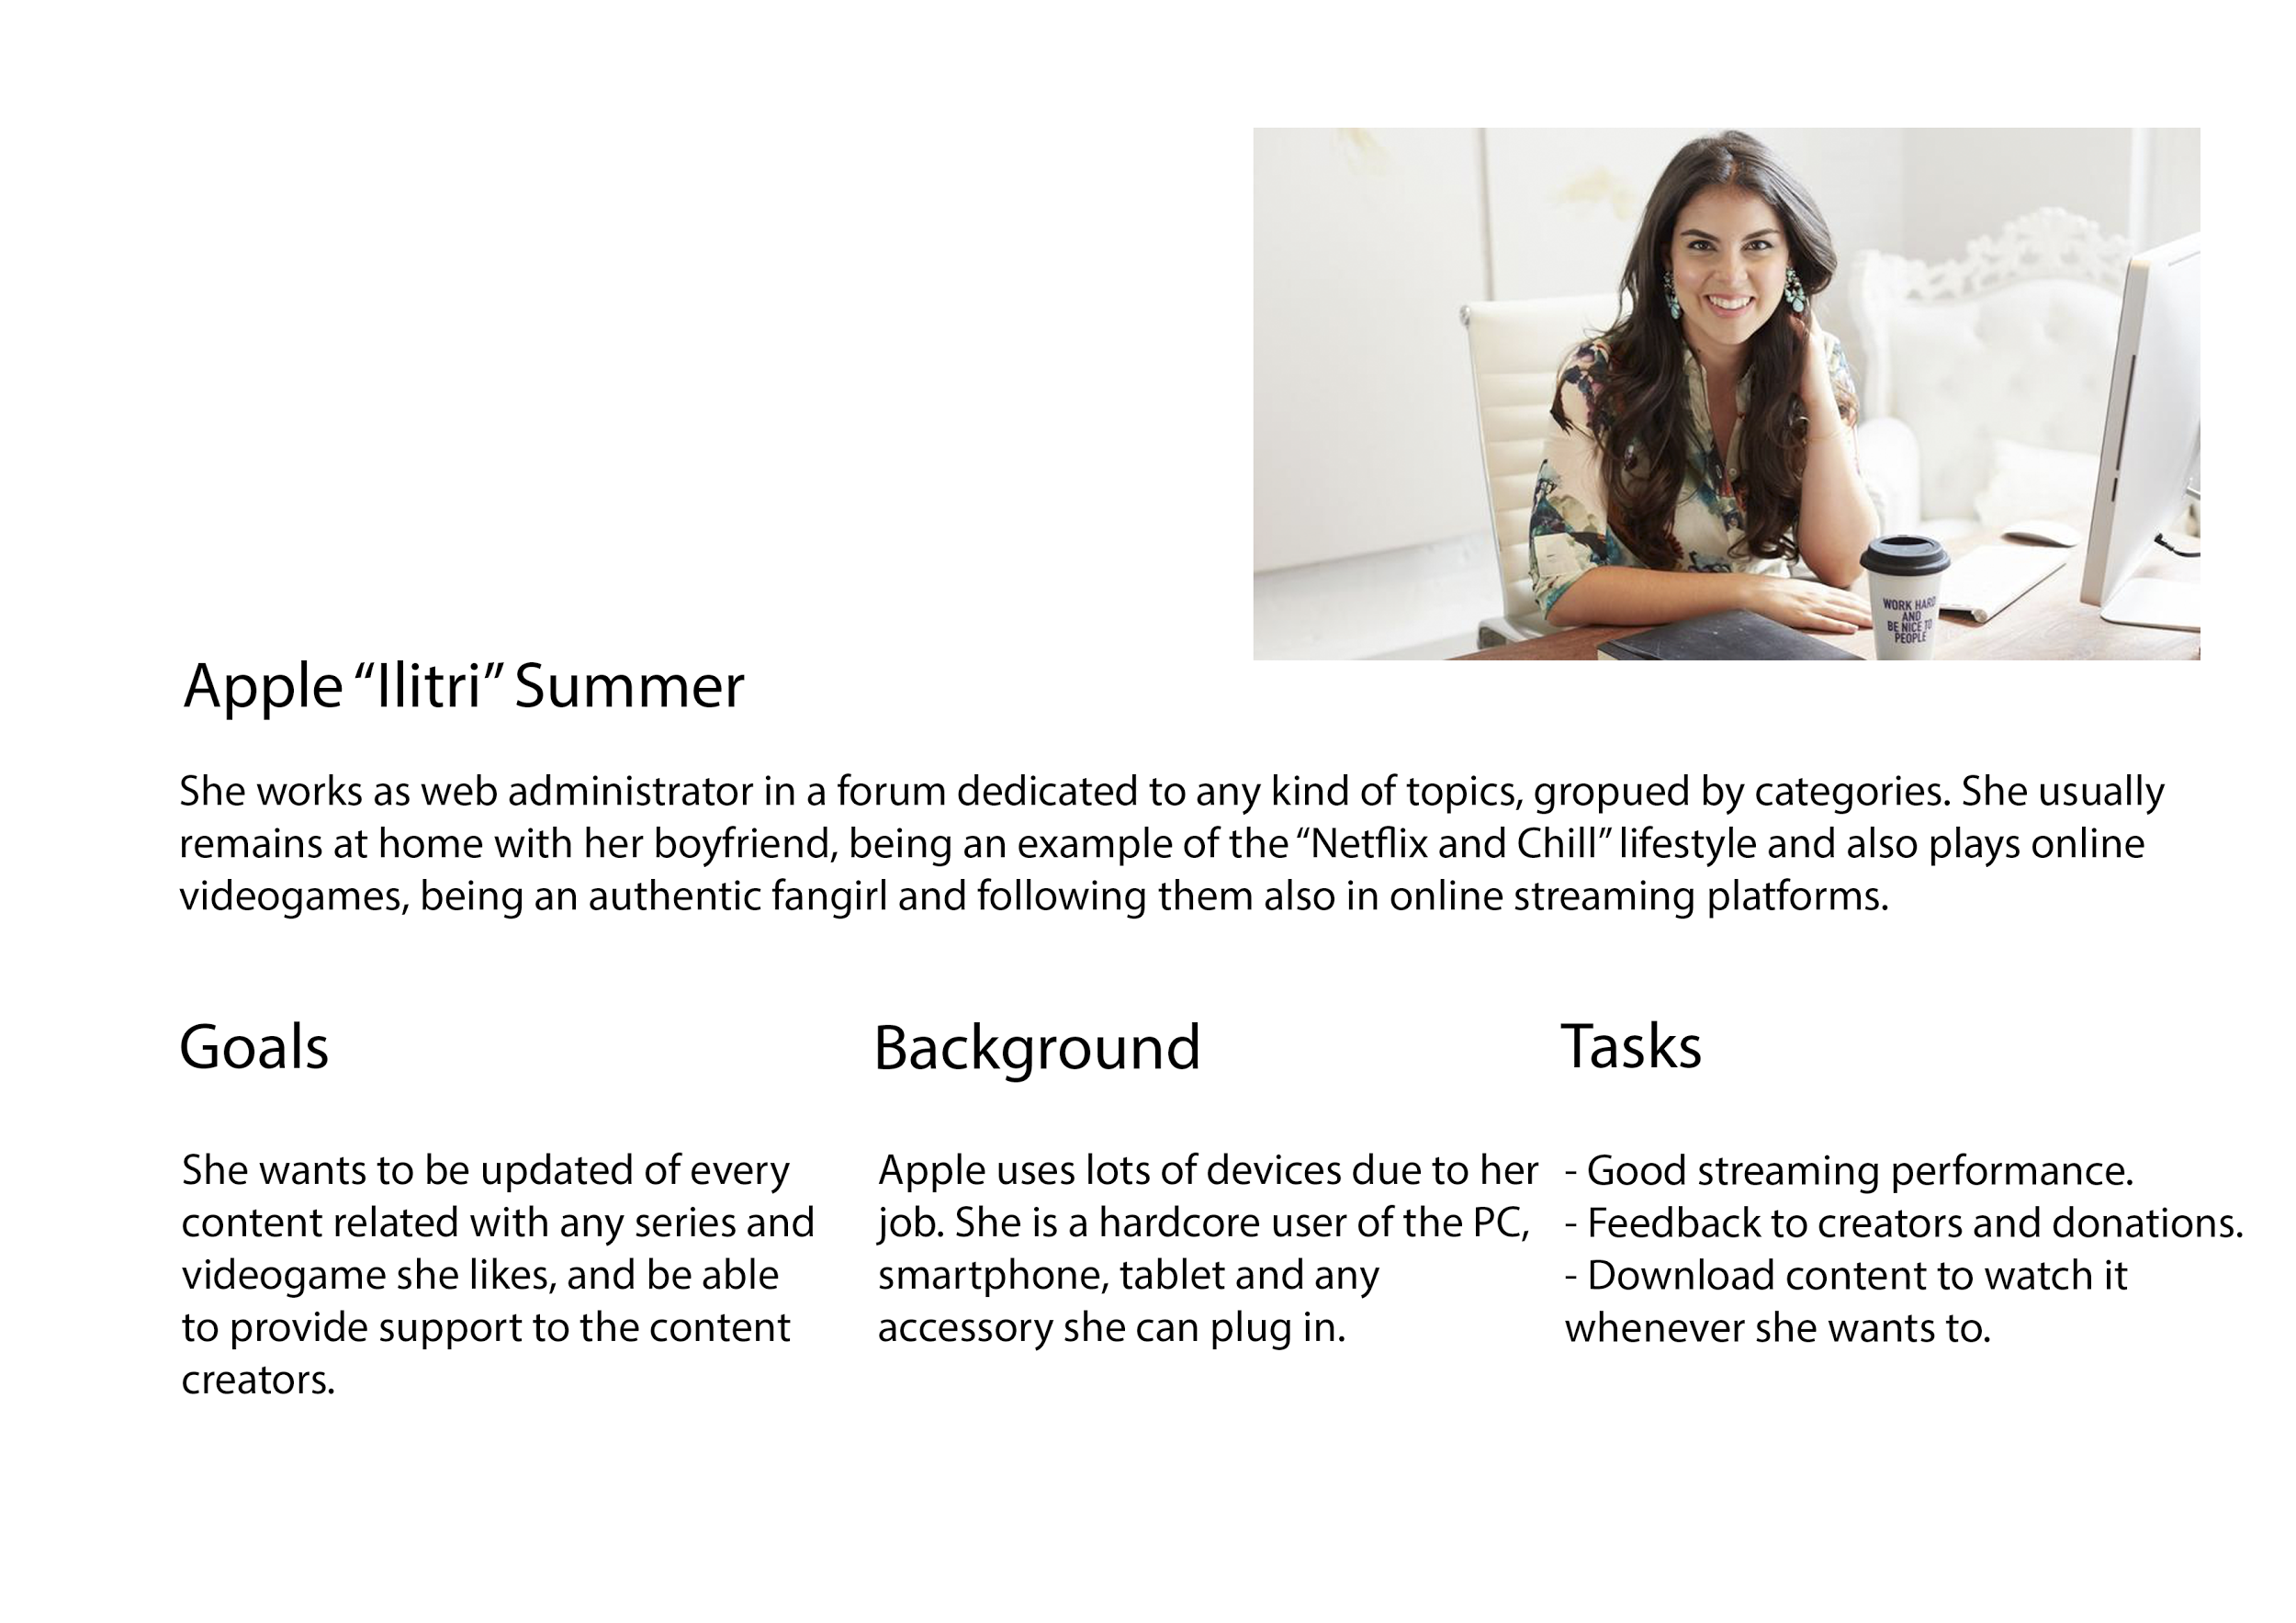 WORK HARD
AND
BE NICE TO
PEOPLE
Apple “Ilitri” Summer
She works as web administrator in a forum dedicated to any kind of topics, gropued by categories. She usually
remains at home with her boyfriend, being an example of the “Netflix and Chill” lifestyle and also plays online
videogames, being an authentic fangirl and following them also in online streaming platforms.
Goals
She wants to be updated of every
content related with any series and
videogame she likes, and be able
to provide support to the content
creators.
Background
Apple uses lots of devices due to her
job. She is a hardcore user of the PC,
smartphone, tablet and any
accessory she can plug in.
Tasks
- Good streaming performance.
- Feedback to creators and donations.
- Download content to watch it
whenever she wants to.